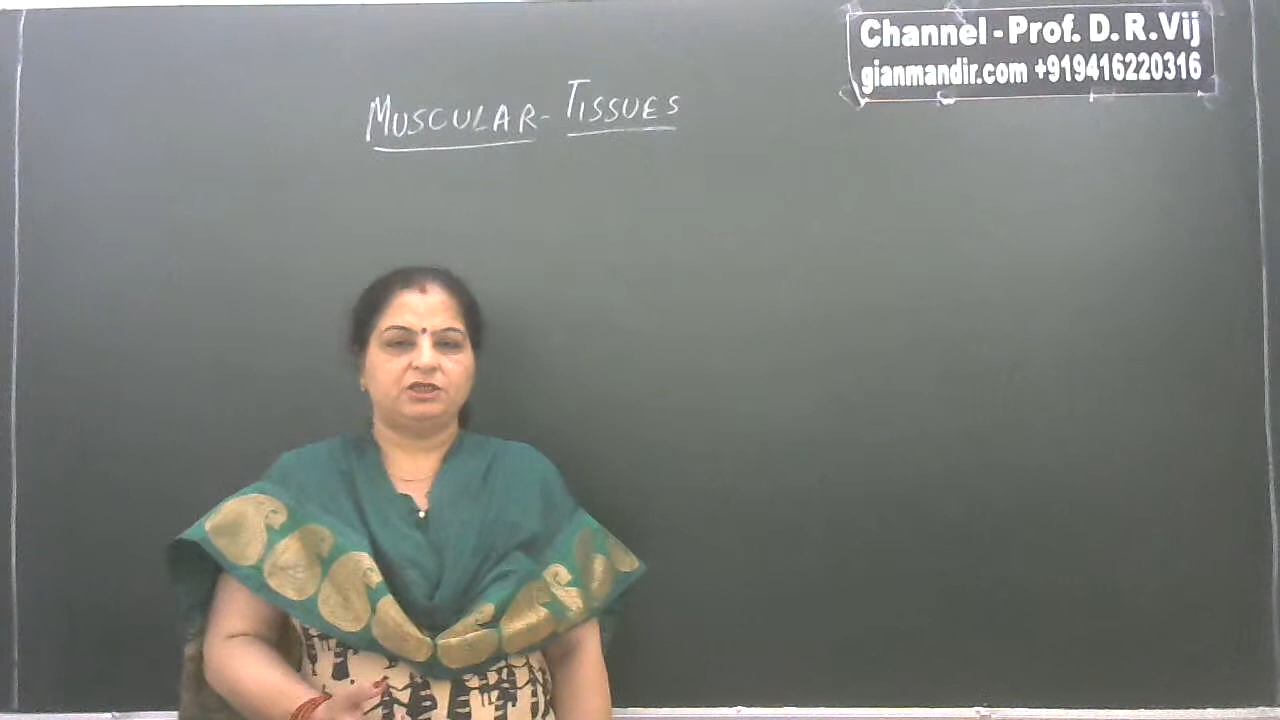 Channel - Prof. D. R. Vij
gianmandir.com +919416220316
MUSCULAR - TISSUES